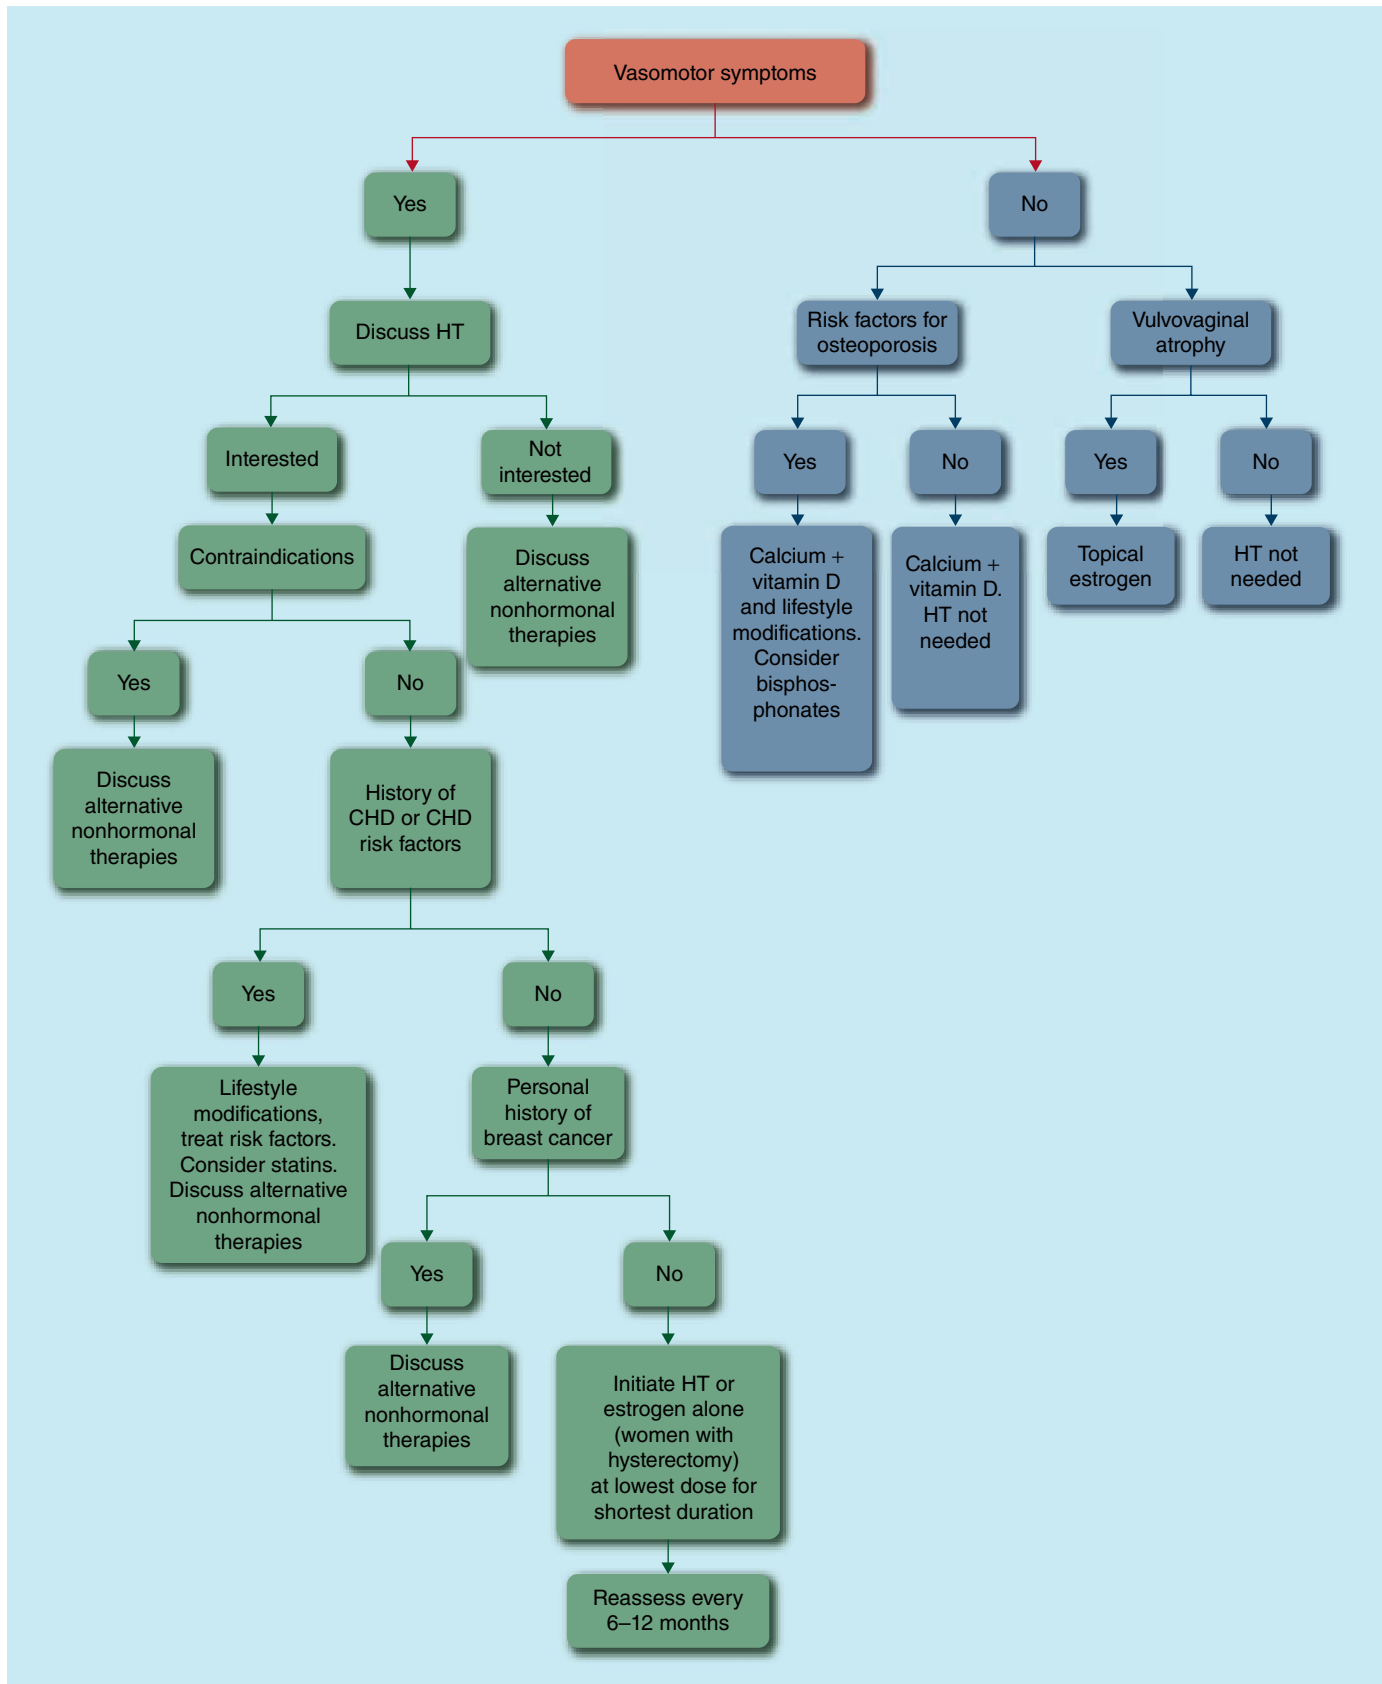 Vasomotor symptoms
Yes
No
Discuss HT
Risk factors for
osteoporosis
Vulvovaginal
atrophy
Interested
Not
interested
Yes
No
Yes
No
Contraindications
Discuss
alternative
nonhormonal
therapies
Calcium +
vitamin D
and lifestyle
modifications.
Consider
bisphos-
phonates
Calcium +
vitamin D.
HT not
needed
Topical
estrogen
HT not
needed
Yes
No
Discuss
alternative
nonhormonal
therapies
History of
CHD or CHD
risk factors
Yes
No
Lifestyle
modifications,
treat risk factors.
Consider statins.
Discuss alternative
nonhormonal
therapies
Personal
history of
breast cancer
Yes
No
Discuss
alternative
nonhormonal
therapies
Initiate HT or
estrogen alone
(women with
hysterectomy)
at lowest dose for
shortest duration
Reassess every
6–12 months